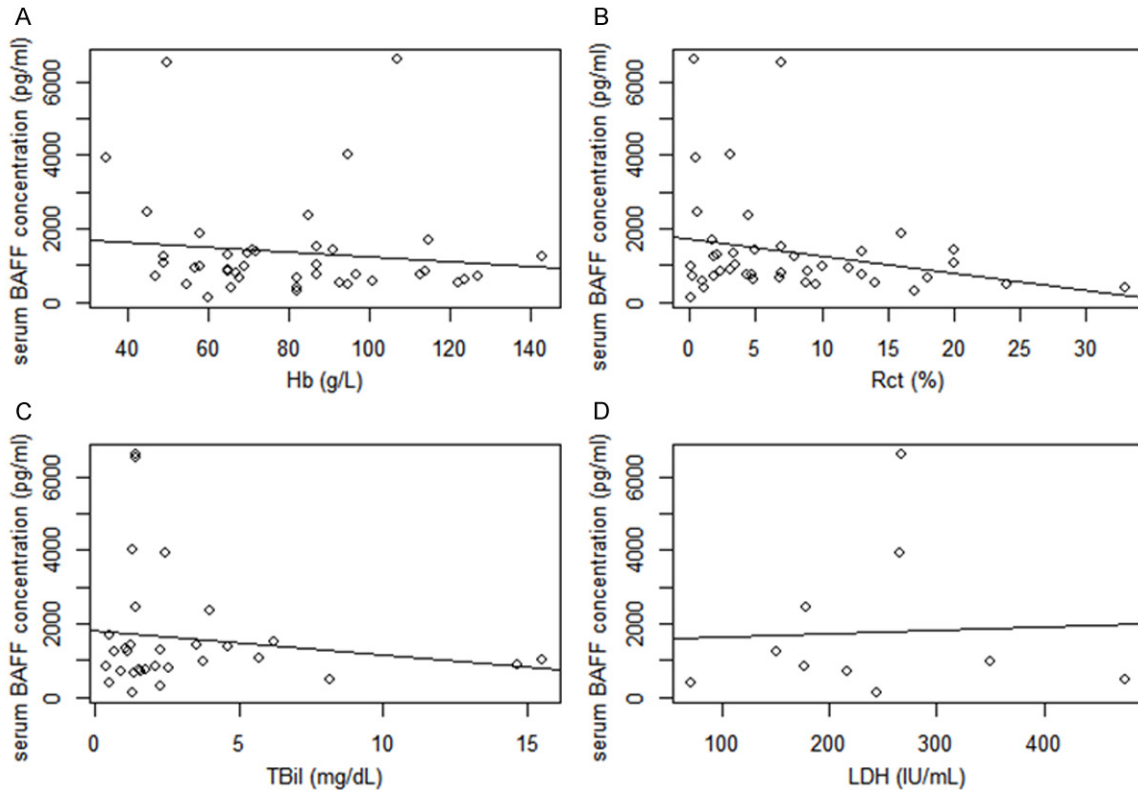 A
serum BAFF concentration (pg/ml)
0 2000 4000 6000
40 60 80 100 120 140
Hb (g/L)
B
serum BAFF concentration (pg/ml)
0 2000 4000 6000
0 5 10 15 20 25 30
Rct (%)
C
serum BAFF concentration (pg/ml)
0 2000 4000 6000
0 5 10 15
TBil (mg/dL)
D
serum BAFF concentration (pg/ml)
0 2000 4000 6000
100 200 300 400
LDH (IU/mL)